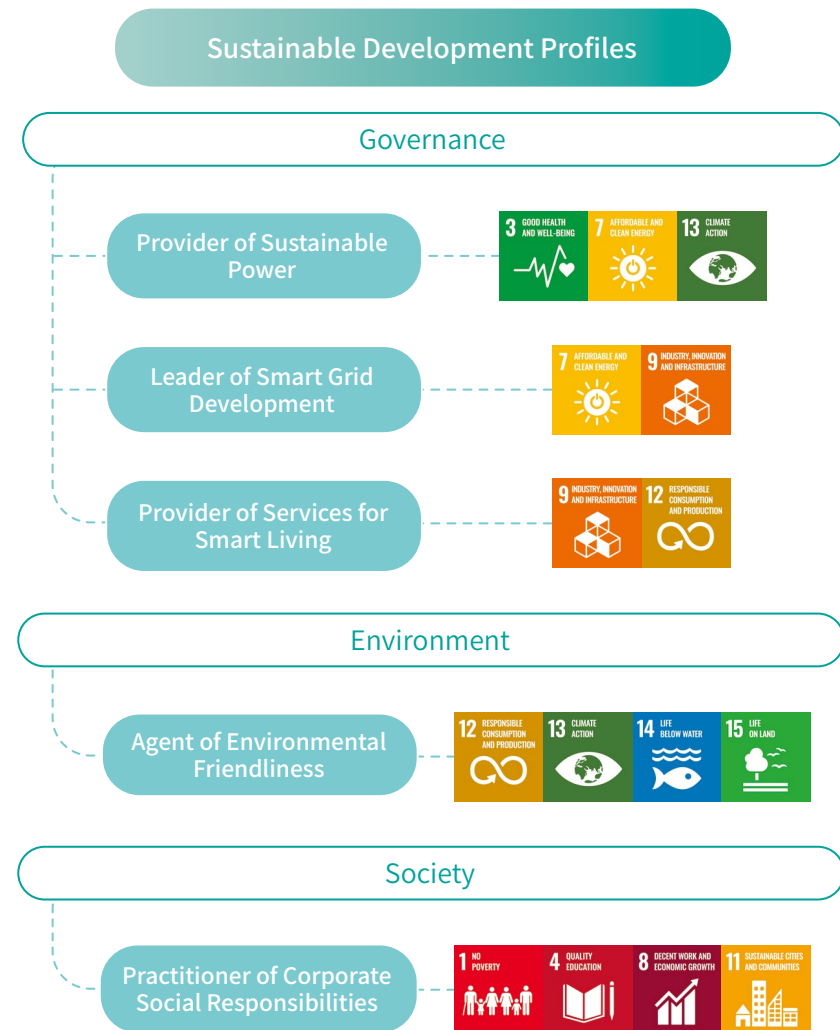 Sustainable Development Profiles
Governance
Provider of Sustainable
Power
3 GOOD HEALTH
AND WELL-BEING
7 AFFORDABLE AND
CLEAN ENERGY
13 CLIMATE
ACTION
Leader of Smart Grid
Development
7 AFFORDABLE AND
CLEAN ENERGY
9 INDUSTRY, INNOVATION
AND INFRASTRUCTURE
Provider of Services for
Smart Living
9 INDUSTRY, INNOVATION
AND INFRASTRUCTURE
12 RESPONSIBLE
CONSUMPTION
AND PRODUCTION
Environment
Agent of Environmental
Friendliness
12 RESPONSIBLE
CONSUMPTION
AND PRODUCTION
13 CLIMATE
ACTION
14 LIFE
BELOW WATER
15 LIFE
ON LAND
Society
Practitioner of Corporate
Social Responsibilities
1 NO
POVERTY
4 QUALITY
EDUCATION
8 DECENT WORK AND
ECONOMIC GROWTH
11 SUSTAINABLE CITIES
AND COMMUNITIES